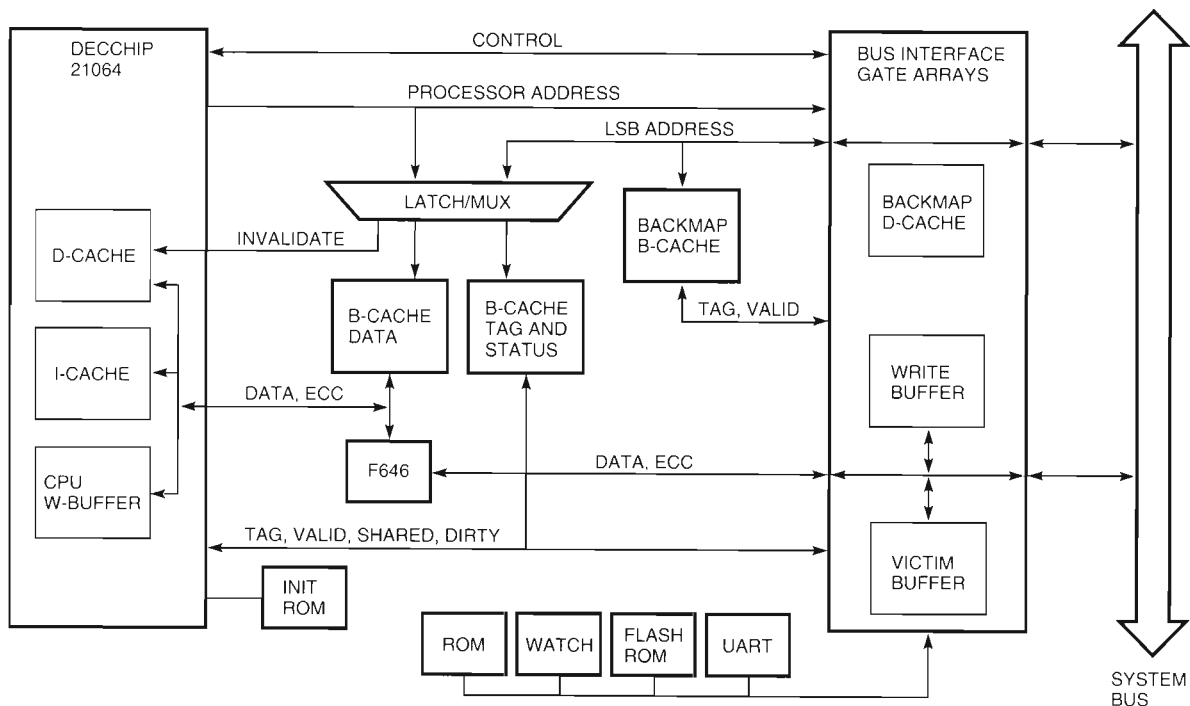 DECCHIP
21064
CONTROL
BUS INTERFACE
GATE ARRAYS
PROCESSOR ADDRESS
LSB ADDRESS
LATCH/MUX
BACKMAP
B-CACHE
BACKMAP
D-CACHE
D-CACHE
INVALIDATE
B-CACHE
DATA
B-CACHE
TAG AND
STATUS
TAG, VALID
I-CACHE
WRITE
BUFFER
DATA, ECC
CPU
W-BUFFER
F646
DATA, ECC
TAG, VALID, SHARED, DIRTY
VICTIM
BUFFER
INIT
ROM
ROM
WATCH
FLASH
ROM
UART
SYSTEM
BUS